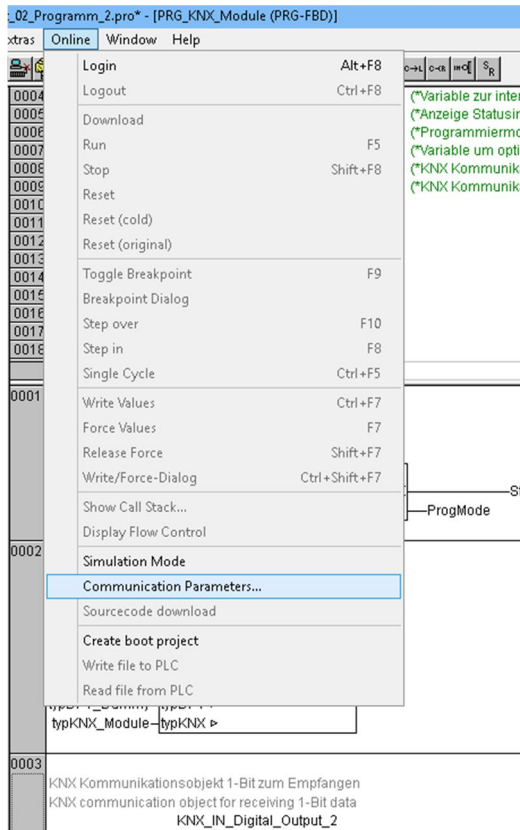 _02_Programm_2.pro* - [PRG_KNX_Module (PRG-FBD)]
xtras Online Window Help
Login Alt+F8
Logout Ctrl+F8
Download
Run F5
Stop Shift+F8
Reset
Reset (cold)
Reset (original)
Toggle Breakpoint F9
Breakpoint Dialog
Step over F10
Step in F8
Single Cycle Ctrl+F5
Write Values Ctrl+F7
Force Values F7
Release Force Shift+F7
Write/Force-Dialog Ctrl+Shift+F7
Show Call Stack...
Display Flow Control
Simulation Mode
Communication Parameters...
Sourcecode download
Create boot project
Write file to PLC
Read file from PLC
0004
0005
0006
0007
0008
0009
0010
0011
0012
0013
0014
0015
0016
0017
0018
(*Variable zur inter
(*Anzeige Statusin
(*Programmiermo
(*Variable um opti
(*KNX Kommunik
(*KNX Kommunik
0001
ProgMode
0002
typKNX_Module typKNX
0003
KNX Kommunikationsobjekt 1-Bit zum Empfangen
KNX communication object for receiving 1-Bit data
KNX_IN_Digital_Output_2